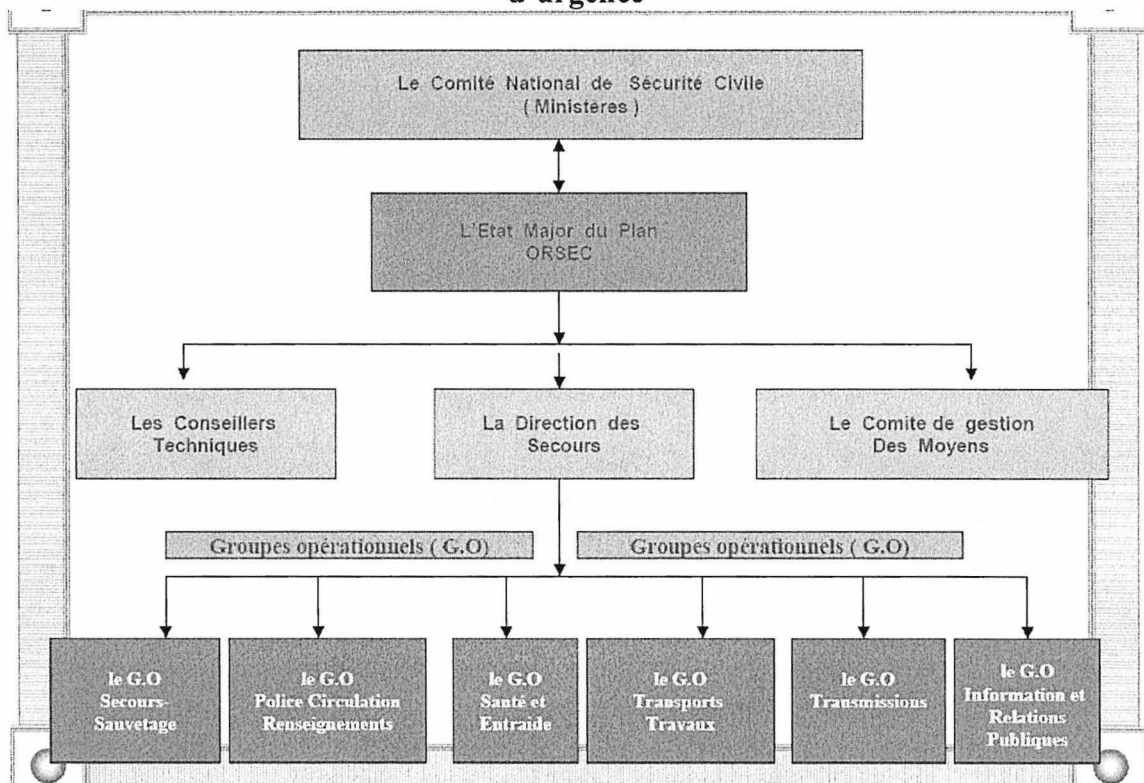 d'urgence
Le Comité National de Sécurité Civile
( Ministères )
L'Etat Major du Plan
ORSEC
Les Conseillers
Techniques
La Direction des
Secours
Le Comite de gestion
Des Moyens
Groupes opérationnels ( G.O)
Groupes operationnels ( G.O)
le G.O
Secours-
Sauvetage
le G.O
Police Circulation
Renseignements
le G.O
Santé et
Entraide
le G.O
Transports
Travaux
le G.O
Transmissions
le G.O
Information et
Relations
Publiques